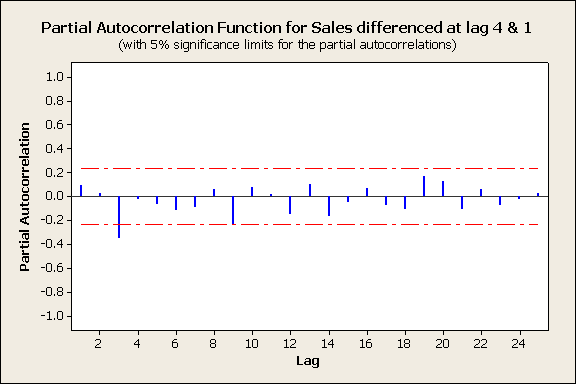 Partial Autocorrelation Function for Sales differenced at lag 4 & 1
(with 5% significance limits for the partial autocorrelations)
Partial Autocorrelation
1.0
0.8
0.6
0.4
0.2
0.0
-0.2
-0.4
-0.6
-0.8
-1.0
2 4 6 8 10 12 14 16 18 20 22 24
Lag